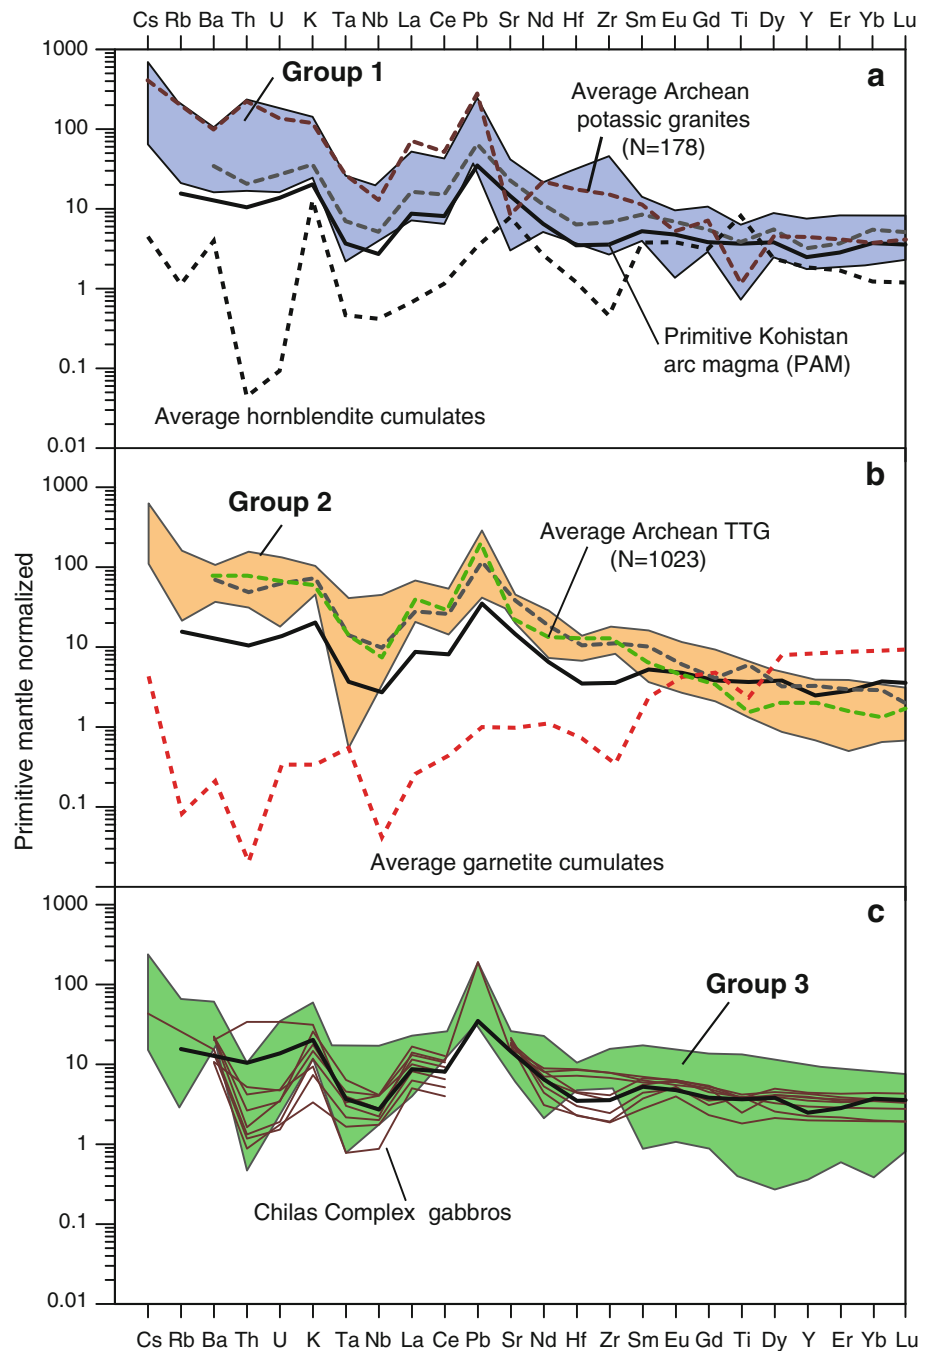 Cs Rb Ba Th U K Ta Nb La Ce Pb Sr Nd Hf Zr Sm Eu Gd Ti Dy Y Er Yb Lu
1000
Group 1
a
Average Archean
potassic granites
(N=178)
100
10
1
Primitive Kohistan
arc magma (PAM)
0.1
Average hornblendite cumulates
0.01
b
1000
Group 2
Average Archean TTG
(N=1023)
100
10
1
0.1
Average garnetite cumulates
Primitive mantle normalized
c
1000
Group 3
100
10
1
Chilas Complex gabbros
0.1
0.01
Cs Rb Ba Th U K Ta Nb La Ce Pb Sr Nd Hf Zr Sm Eu Gd Ti Dy Y Er Yb Lu